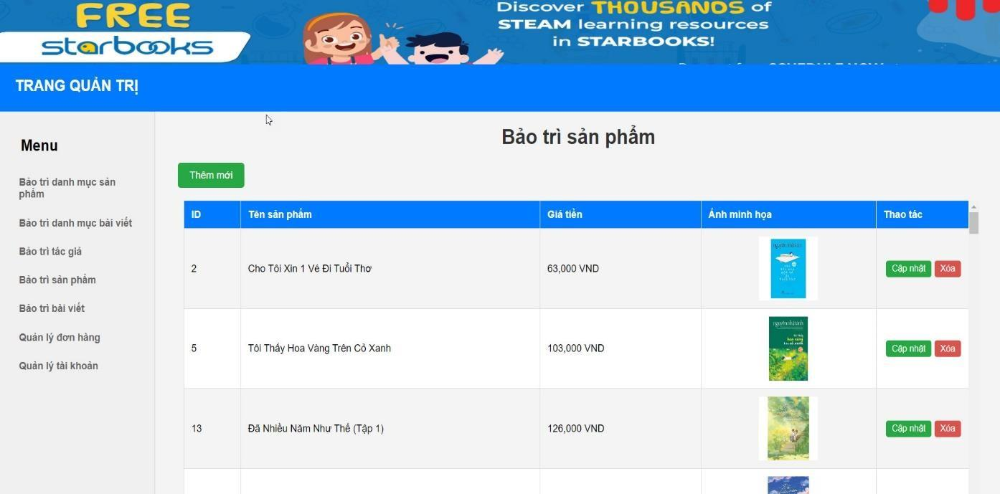 FREE
starbooks
Discover THOUSANDS of
STEAM learning resources
in STARBOOKS!
TRANG QUẢN TRỊ
Menu
Bảo trì danh mục sản
phẩm
Bảo trì danh mục bài viết
Bảo trì tác giả
Bảo trì sản phẩm
Bảo trì bài viết
Quản lý đơn hàng
Quản lý tài khoản
Bảo trì sản phẩm
Thêm mới
ID Tên sản phẩm Giá tiền Ảnh minh họa Thao tác
2 Cho Tôi Xin 1 Vé Đi Tuổi Thơ 63,000 VND Cập nhật Xóa
5 Tôi Thấy Hoa Vàng Trên Cỏ Xanh 103,000 VND Cập nhật Xóa
13 Đã Nhiều Năm Như Thế (Tập 1) 126,000 VND Cập nhật Xóa